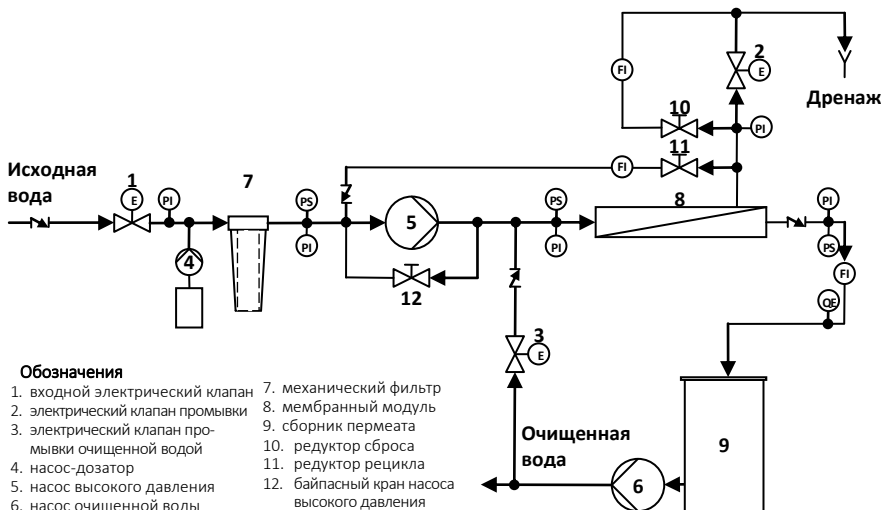 2
E
FI
Дренаж
10
PI
11
FI
Исходная
вода
1
E
PI
7
PS
PI
5
PS
PI
8
PI
PS
4
12
FI
QE
3
E
Обозначения
1. входной электрический клапан
2. электрический клапан промывки
3. электрический клапан про-
мывки очищенной водой
4. насос-дозатор
5. насос высокого давления
6. насос очищенной воды
7. механический фильтр
8. мембранный модуль
9. сборник пермеата
10. редуктор сброса
11. редуктор рецикла
12. байпасный кран насоса
высокого давления
Очищенная
вода
6
9